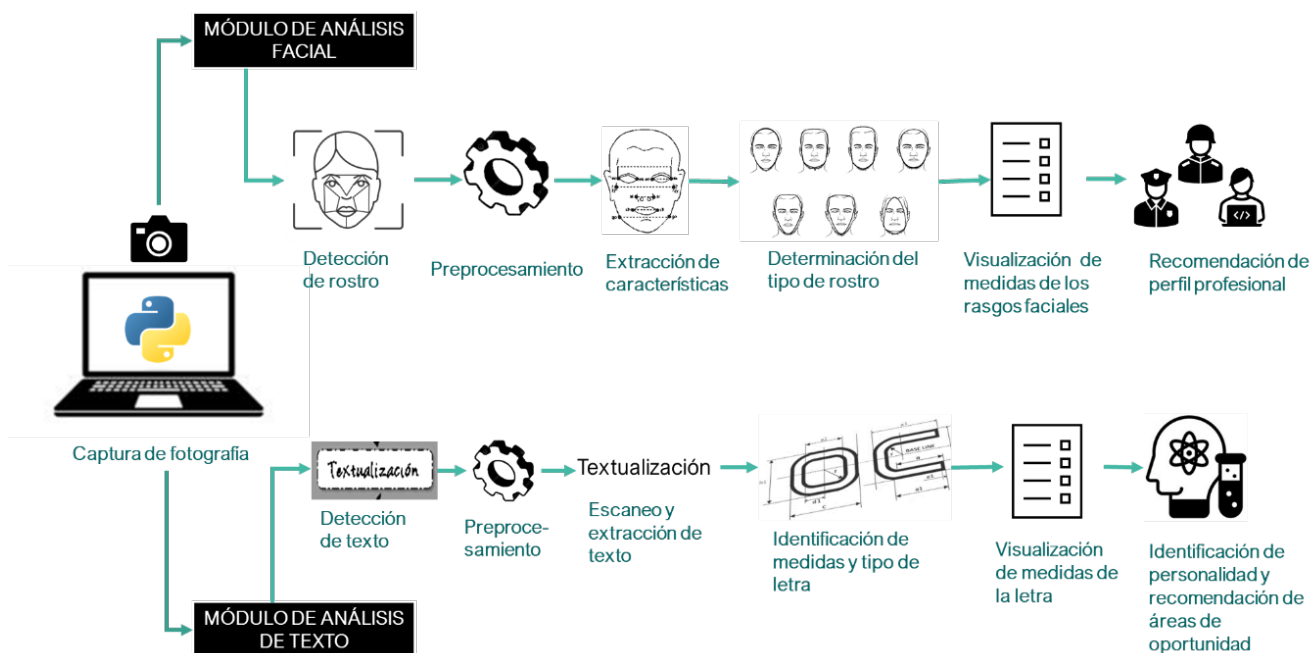 MÓDULO DE ANÁLISIS
FACIAL
Detección
de rostro
Preprocesamiento
Extracción de
características
Determinación del
tipo de rostro
Visualización de
medidas de los
rasgos faciales
Recomendación de
perfil profesional
</>
Captura de fotografía
Textualización
Detección
de texto
Preproce-
samiento
Textualización
Escaneo y
extracción de
texto
BASE LINE
Identificación de
medidas y tipo de
letra
Visualización
de medidas de
la letra
Identificación de
personalidad y
recomendación de
áreas de
oportunidad
MÓDULO DE ANÁLISIS
DE TEXTO